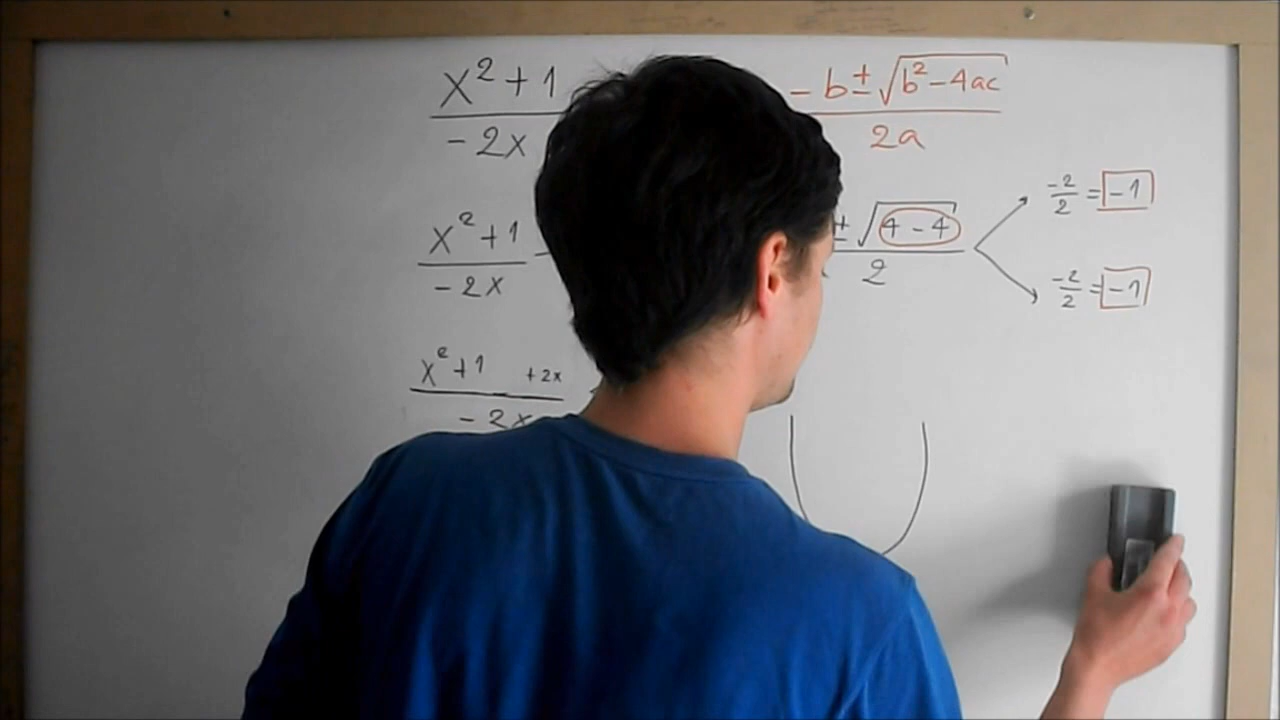 x² + 1 / - 2x
- b ± √(b² - 4ac) / 2a
-2/2 = -1
x² + 1 / - 2x -
± √(4 - 4) / 2
-2/2 = -1
x² + 1 + 2x / - 2x